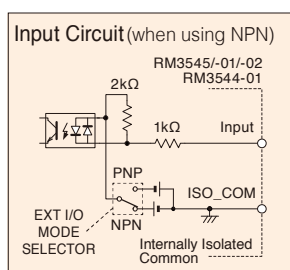 Input Circuit (when using NPN)
RM3545/-01/-02
RM3544-01
2kΩ
1kΩ
Input
PNP
ISO_COM
EXT I/O
MODE
SELECTOR
NPN
Internally Isolated
Common